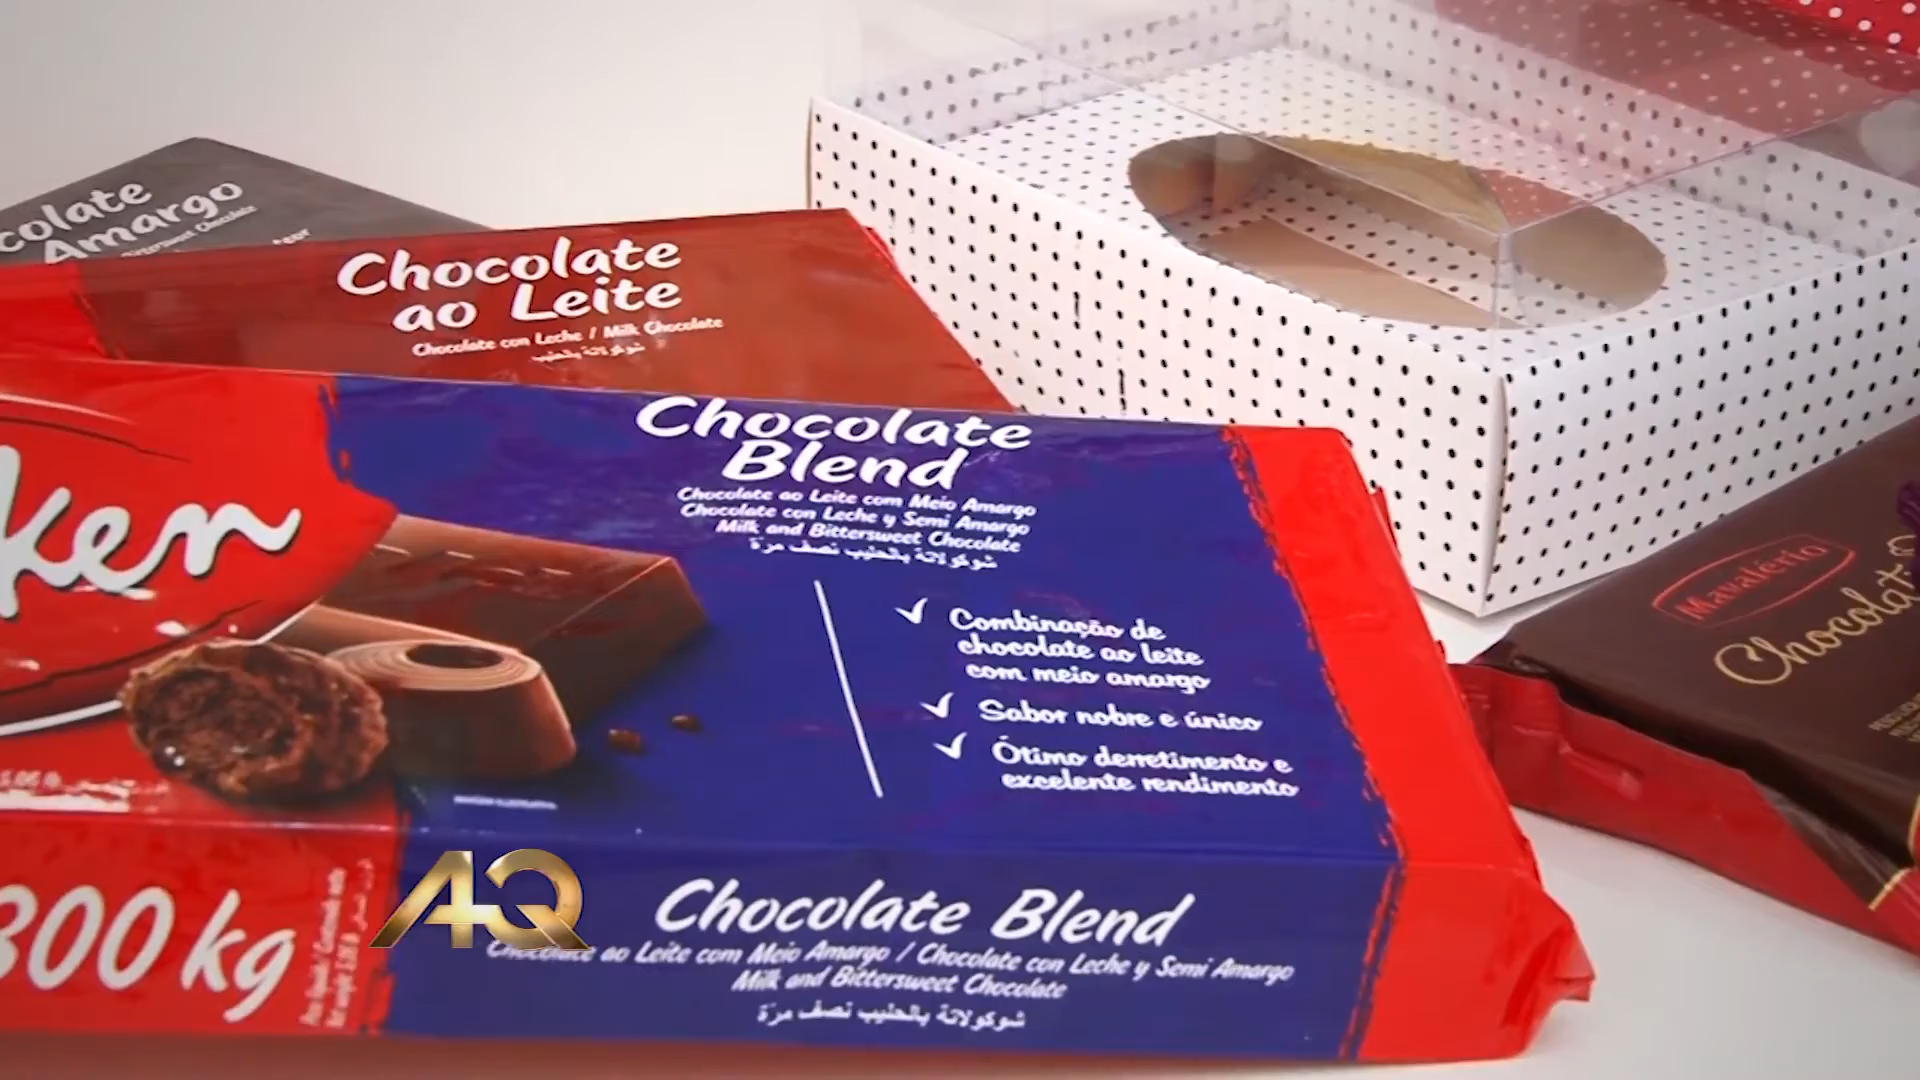 colate
Amargo
Chocolate
ao Leite
Chocolate con Leche / Milk Chocolate
شوكولاتة بالحليب
ken
Chocolate
Blend
Chocolate ao Leite com Meio Amargo
Chocolate con Leche y Semi Amargo
Milk and Bittersweet Chocolate
شوكولاتة بالحليب نصف مرّة
Combinação de
chocolate ao leite
com meio amargo
Sabor nobre e único
Ótimo derretimento e
excelente rendimento
Mavalério
Chocolat
300 kg
AQ
Chocolate Blend
Chocolate ao Leite com Meio Amargo / Chocolate con Leche y Semi Amargo
Milk and Bittersweet Chocolate
شوكولاتة بالحليب نصف مرّة